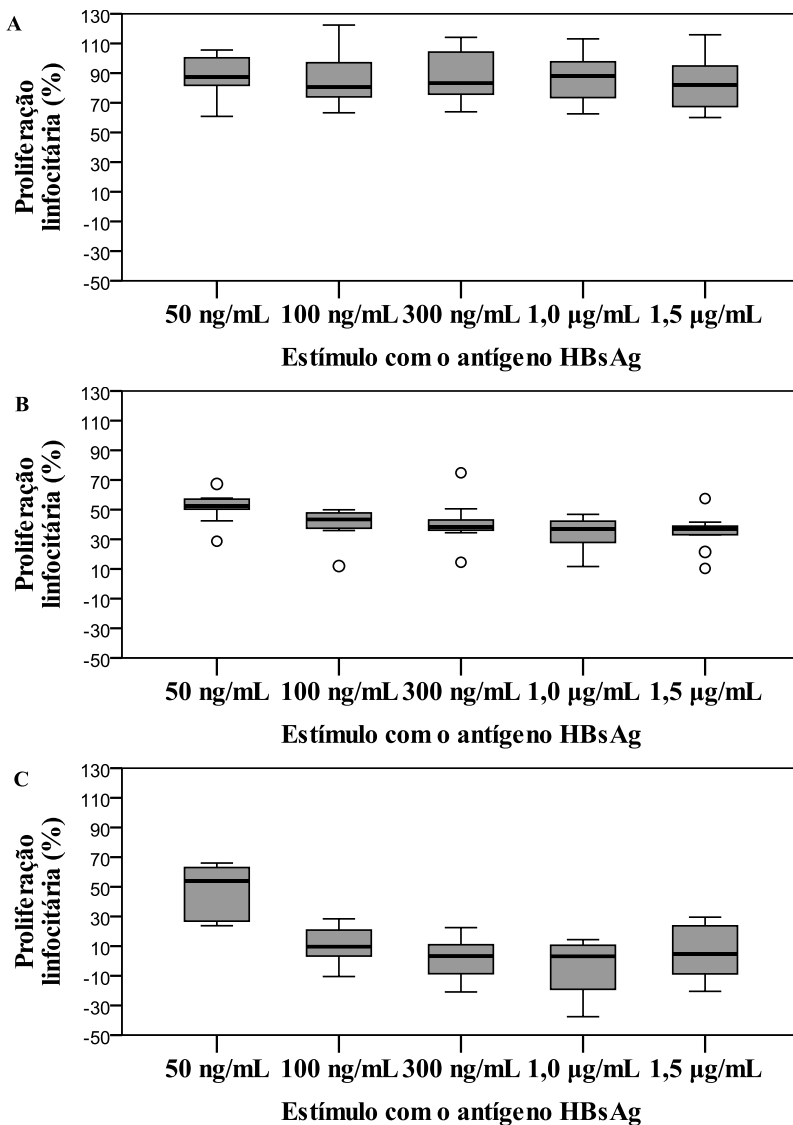 A
Proliferação
linfocitária (%)
130
110
90
70
50
30
10
-10
-30
-50
50 ng/mL 100 ng/mL 300 ng/mL 1,0 µg/mL 1,5 µg/mL
Estímulo com o antígeno HBsAg
B
Proliferação
linfocitária (%)
130
110
90
70
50
30
10
-10
-30
-50
50 ng/mL 100 ng/mL 300 ng/mL 1,0 µg/mL 1,5 µg/mL
Estímulo com o antígeno HBsAg
C
Proliferação
linfocitária (%)
130
110
90
70
50
30
10
-10
-30
-50
50 ng/mL 100 ng/mL 300 ng/mL 1,0 µg/mL 1,5 µg/mL
Estímulo com o antígeno HBsAg